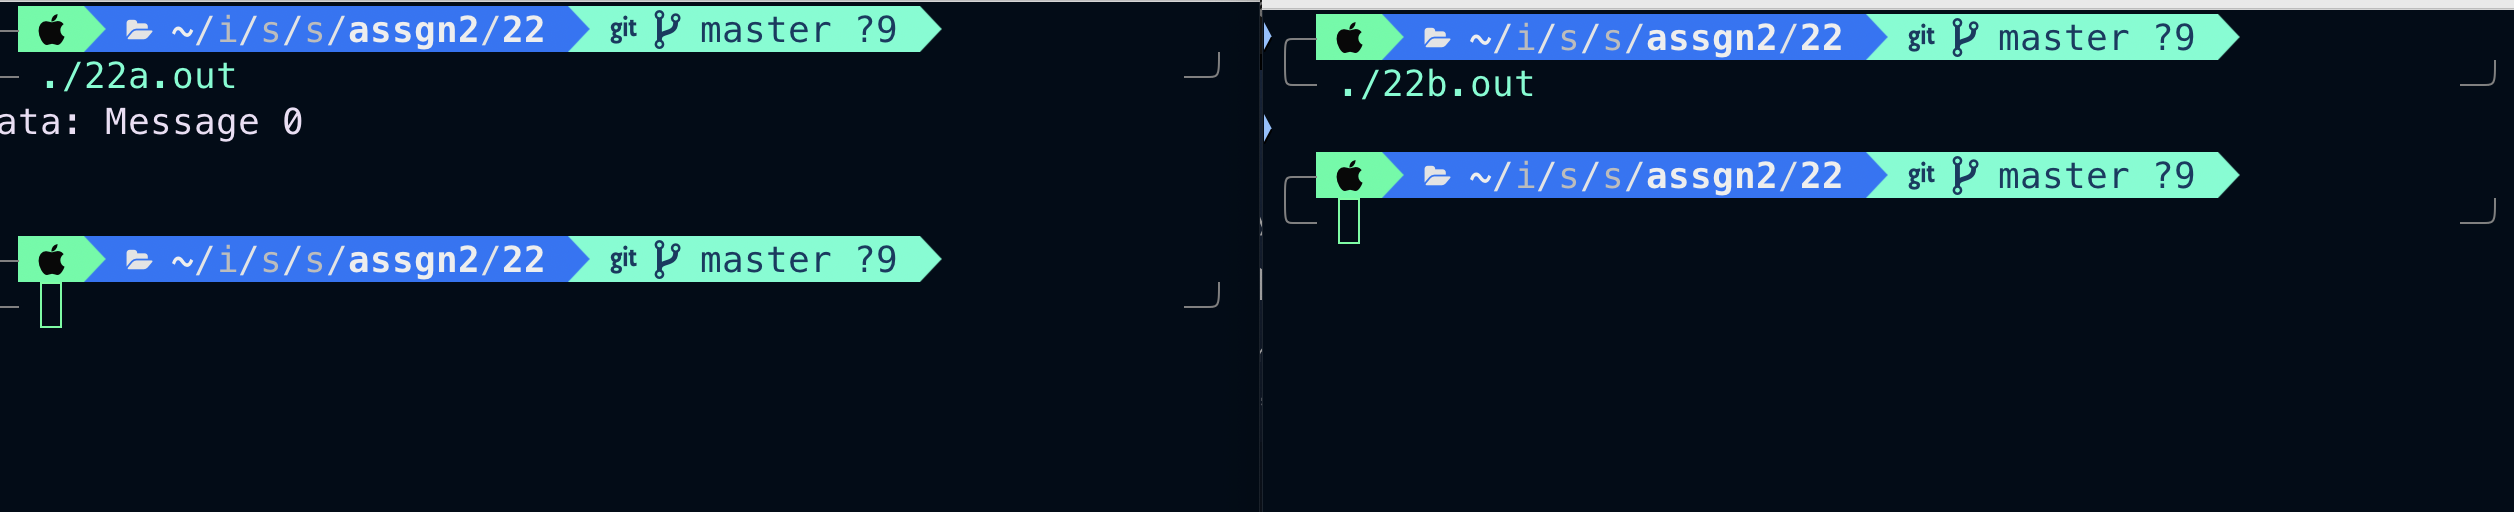 ~/i/s/s/assgn2/22 git master ?9
./22a.out
ata: Message 0
~/i/s/s/assgn2/22 git master ?9
~/i/s/s/assgn2/22 git master ?9
./22b.out
~/i/s/s/assgn2/22 git master ?9